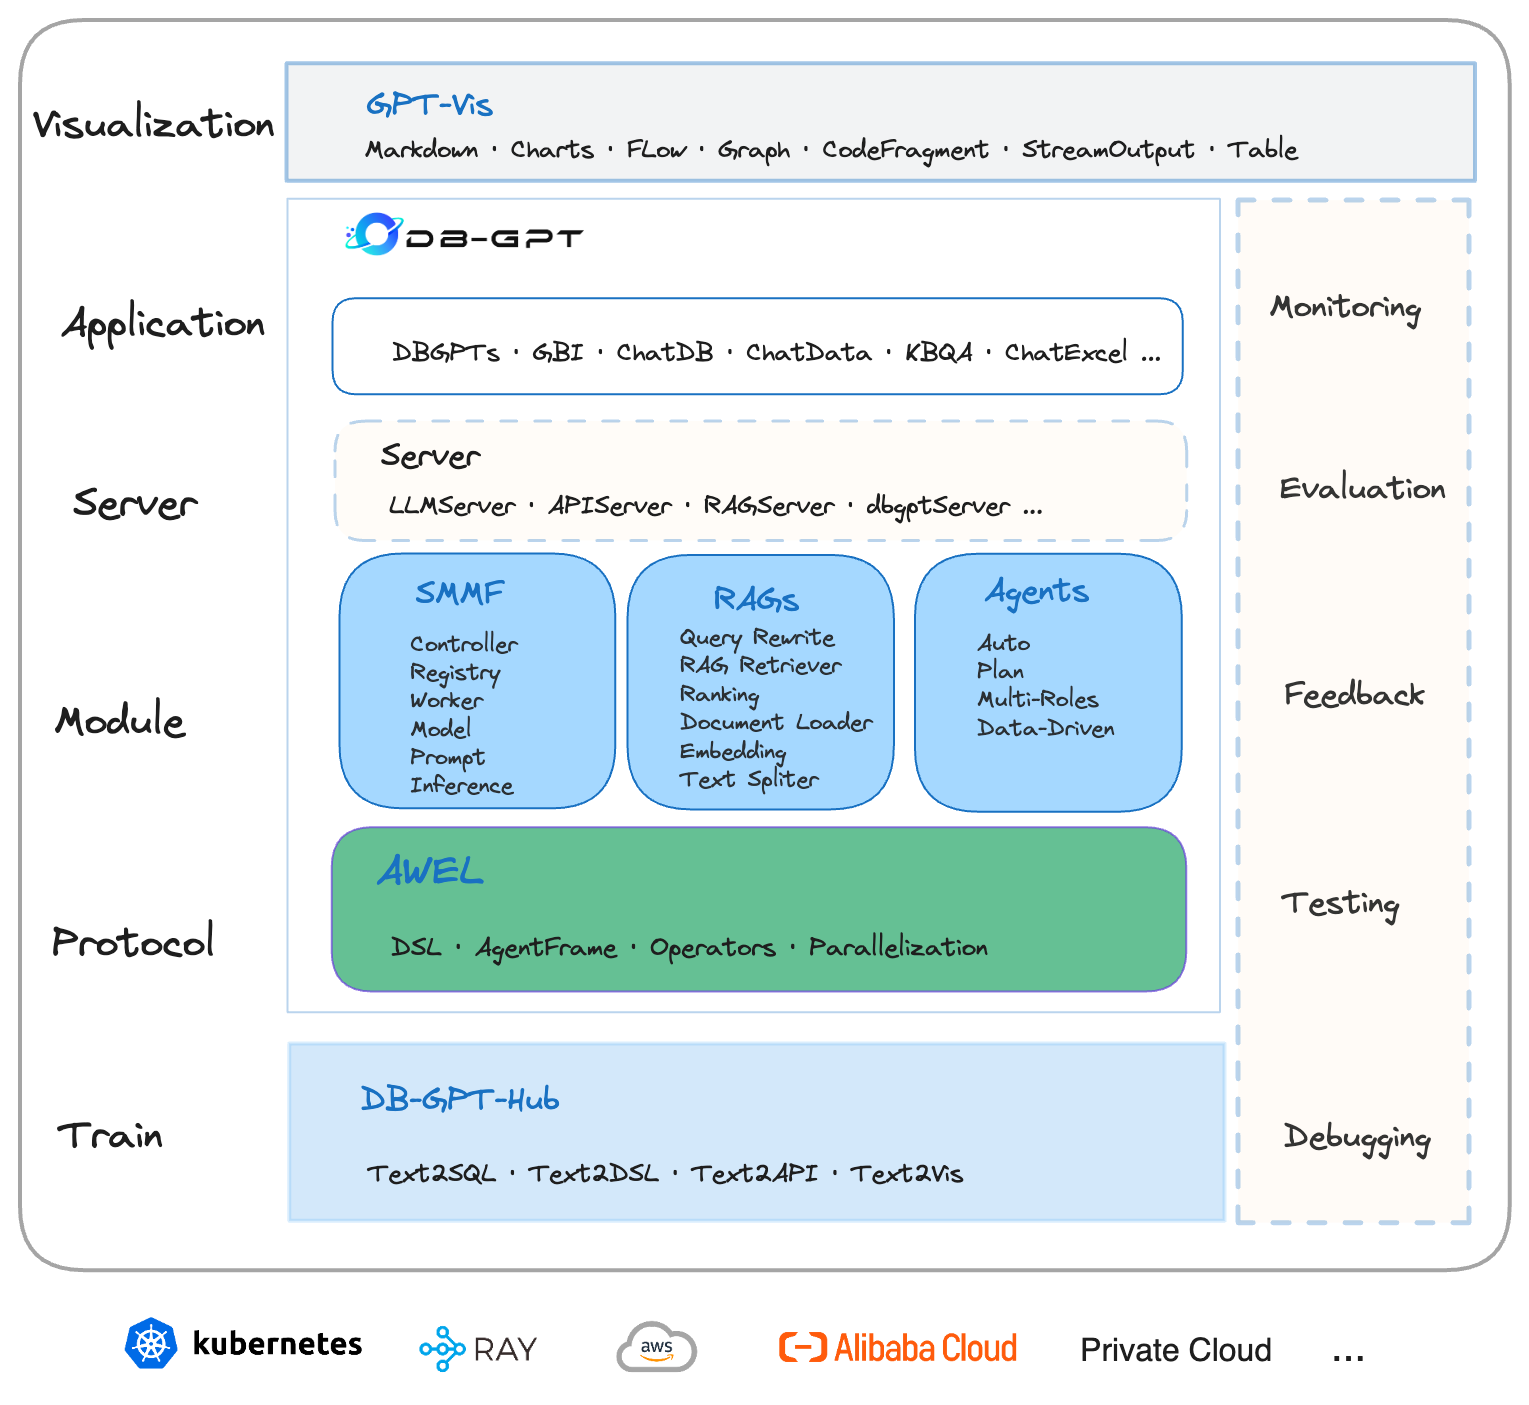 Visualization
GPT-Vis
Markdown · Charts · FLow · Graph · CodeFragment · StreamOutput · Table
DB-GPT
Application
DBGPTs · GBI · ChatDB · ChatData · KBQA · ChatExcel ...
Server
Server
LLMServer · APIServer · RAGServer · dbgptServer ...
Module
SMMF
Controller
Registry
Worker
Model
Prompt
Inference
RAGs
Query Rewrite
RAG Retriever
Ranking
Document Loader
Embedding
Text Spliter
Agents
Auto
Plan
Multi-Roles
Data-Driven
Protocol
AWEL
DSL · AgentFrame · Operators · Parallelization
Train
DB-GPT-Hub
Text2SQL · Text2DSL · Text2API · Text2Vis
Monitoring
Evaluation
Feedback
Testing
Debugging
kubernetes
RAY
aws
Alibaba Cloud
Private Cloud
...